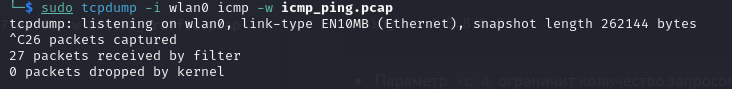 └─$ sudo tcpdump -i wlan0 icmp -w icmp_ping.pcap
tcpdump: listening on wlan0, link-type EN10MB (Ethernet), snapshot length 262144 bytes
^C26 packets captured
27 packets received by filter
0 packets dropped by kernel
Параметр -c 4 ограничит количество запросов